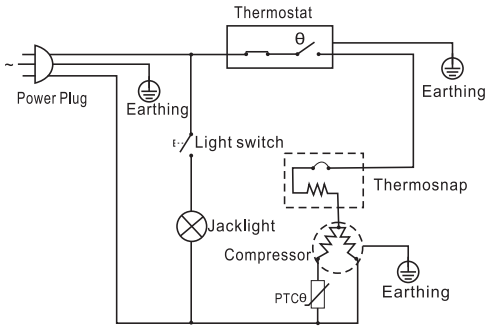 Thermostat
θ
~
Power Plug
Earthing
Earthing
Light switch
Thermosnap
Jacklight
Compressor
Earthing
PTCθ